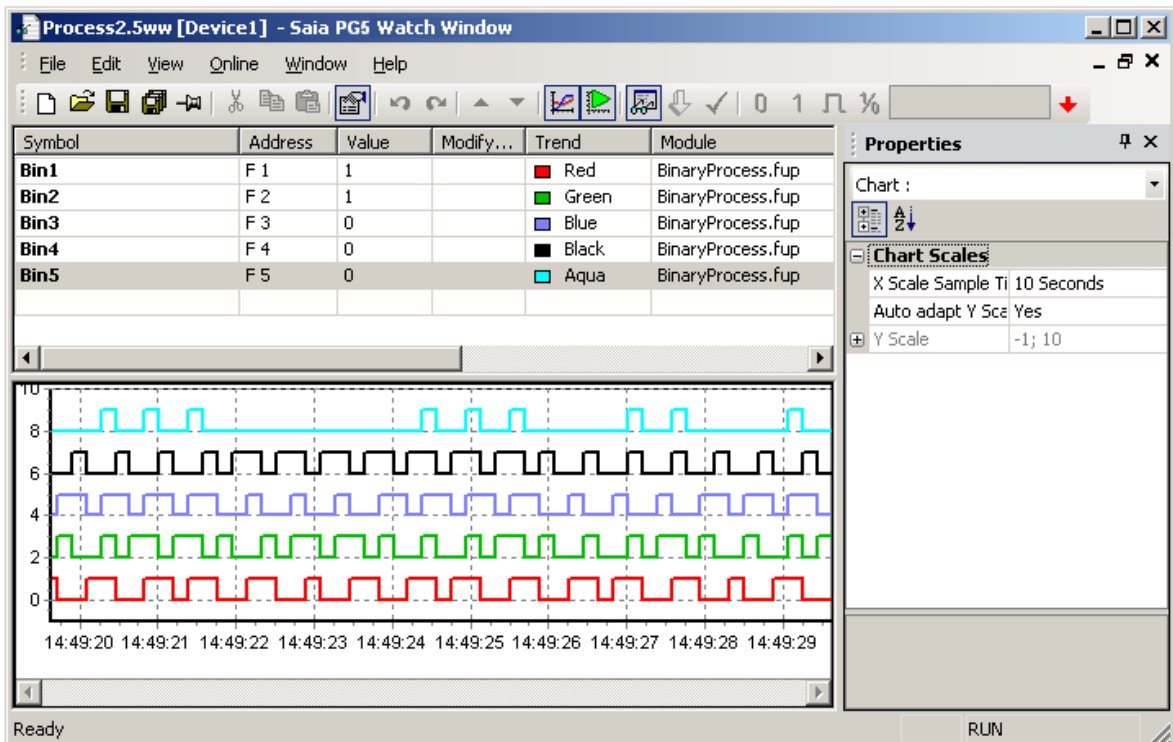 Process2.5ww [Device1] - Saia PG5 Watch Window
File Edit View Online Window Help
0 1
Symbol Address Value Modify... Trend Module
Bin1 F 1 1 Red BinaryProcess.fup
Bin2 F 2 1 Green BinaryProcess.fup
Bin3 F 3 0 Blue BinaryProcess.fup
Bin4 F 4 0 Black BinaryProcess.fup
Bin5 F 5 0 Aqua BinaryProcess.fup
Properties
Chart :
Chart Scales
X Scale Sample Ti 10 Seconds
Auto adapt Y Sca Yes
Y Scale -1; 10
10
8
6
4
2
0
14:49:20 14:49:21 14:49:22 14:49:23 14:49:24 14:49:25 14:49:26 14:49:27 14:49:28 14:49:29
Ready RUN